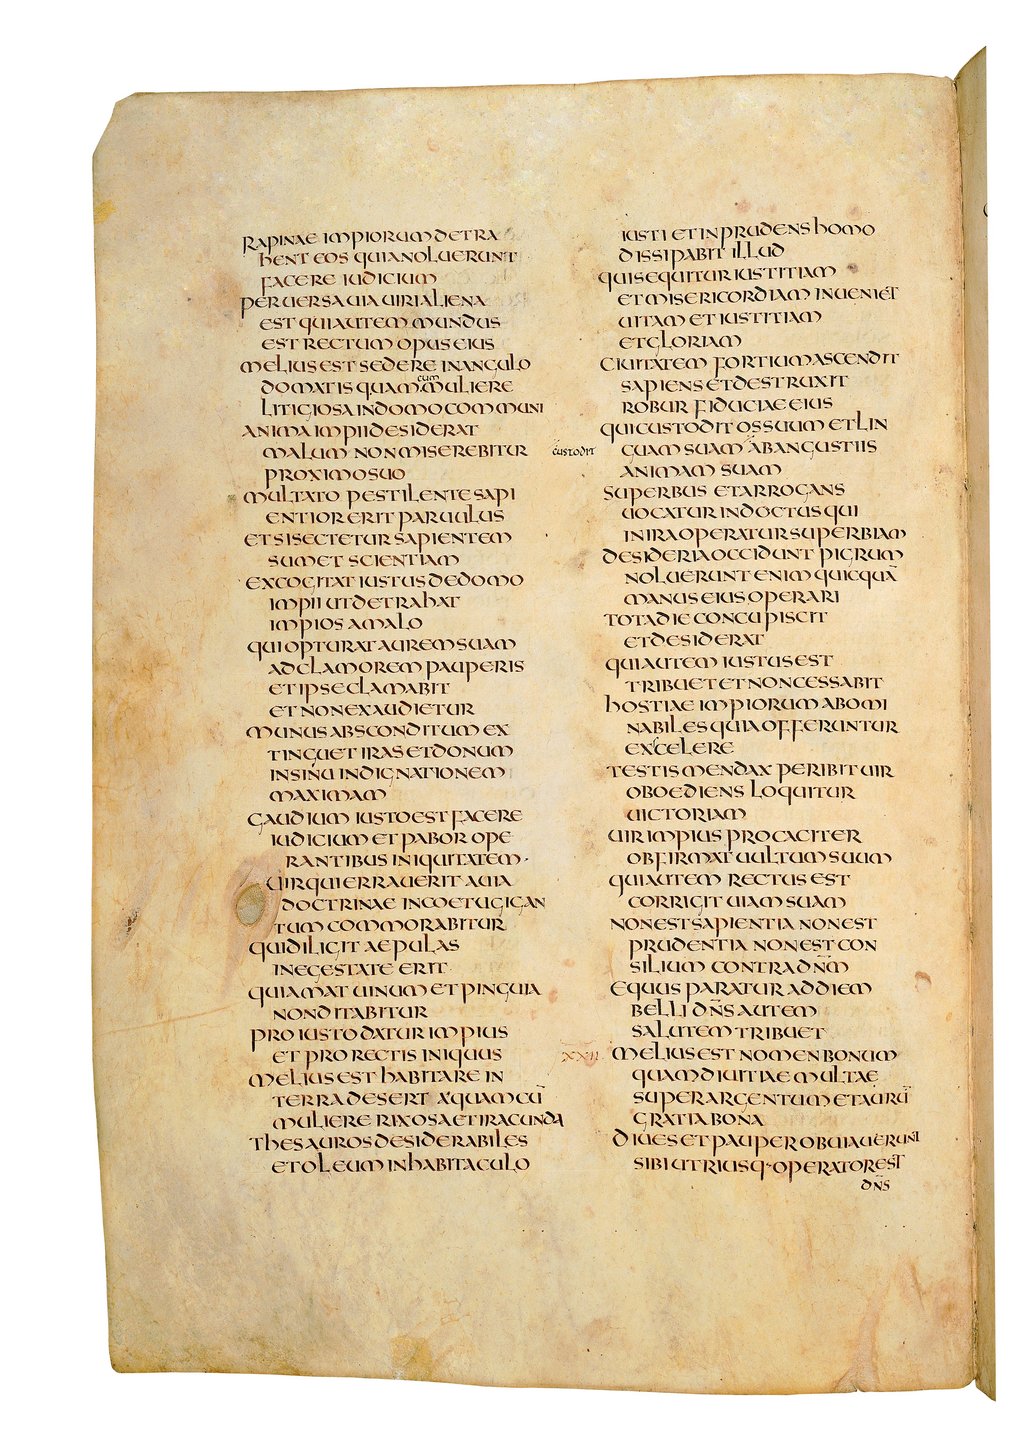 RAPINAE IMPIORUM DETRA
HENT EOS QUIA NOLUERUNT
FACERE IUDICIUM
PERUERSA UIA UIRI ALIENA
EST QUI AUTEM MUNDUS
EST RECTUM OPUS EIUS
MELIUS EST SEDERE IN ANGULO
DOMATIS QUAM cum MULIERE
LITIGIOSA IN DOMO COMMUNI
ANIMA IMPII DESIDERAT
MALUM NON MISEREBITUR
PROXIMO SUO
MULTATO PESTILENTE SAPI
ENTIOR ERIT PARUULUS
ET SI SECTETUR SAPIENTEM
SUMET SCIENTIAM
EXCOGITAT IUSTUS DE DOMO
IMPII UT DETRAHAT
IMPIOS A MALO
QUI OPTURAT AUREM SUAM
AD CLAMOREM PAUPERIS
ET IPSE CLAMABIT
ET NON EXAUDIETUR
MUNUS ABSCONDITUM EX
TINGUET IRAS ET DONUM
IN SINU INDIGNATIONEM
MAXIMAM
GAUDIUM IUSTO EST FACERE
IUDICIUM ET PABOR OPE
RANTIBUS INIQUITATEM ·
UIR QUI ERRAUERIT A UIA
DOCTRINAE IN COETU GIGAN
TUM COMMORABITUR
QUI DILIGIT AEPULAS
IN EGESTATE ERIT
QUI AMAT UINUM ET PINGUIA
NON DITABITUR
PRO IUSTO DATUR IMPIUS
ET PRO RECTIS INIQUUS
MELIUS EST HABITARE IN
TERRA DESERTA QUAM CŪ
MULIERE RIXOSA ET IRACUNDA
THESAUROS DESIDERABILES
ET OLEUM IN HABITACULO
IUSTI ET INPRUDENS HOMO
DISSIPABIT ILLUD
QUI SEQUITUR IUSTITIAM
ET MISERICORDIAM INUENIET
UITAM ET IUSTITIAM
ET GLORIAM
CIUITATEM FORTIUM ASCENDIT
SAPIENS ET DESTRUXIT
ROBUR FIDUCIAE EIUS
QUI CUSTODIT OS SUUM ET LIN
custodit GUAM SUAM AB ANGUSTIIS
ANIMAM SUAM
SUPERBUS ET ARROGANS
UOCATUR INDOCTUS QUI
IN IRA OPERATUR SUPERBIAM
DESIDERIA OCCIDUNT PIGRUM
NOLUERUNT ENIM QUICQUĀ
MANUS EIUS OPERARI
TOTA DIE CONCUPISCIT
ET DESIDERAT
QUI AUTEM IUSTUS EST
TRIBUET ET NON CESSABIT
HOSTIAE IMPIORUM ABOMI
NABILES QUIA OFFERUNTUR
EX SCELERE
TESTIS MENDAX PERIBIT UIR
OBOEDIENS LOQUITUR
UICTORIAM
UIR IMPIUS PROCACITER
OBFIRMAT UULTUM SUUM
QUI AUTEM RECTUS EST
CORRIGIT UIAM SUAM
NON EST SAPIENTIA NON EST
PRUDENTIA NON EST CON
SILIUM CONTRA DN̄M
EQUUS PARATUR AD DIEM
BELLI DN̄S AUTEM
SALUTEM TRIBUET
XXII MELIUS EST NOMEN BONUM
QUAM DIUITIAE MULTAE
SUPER ARGENTUM ET AURŪ
GRATIA BONA
DIUES ET PAUPER OBUIAUERUNT
SIBI UTRIUSQ· OPERATOR EST
DN̄S